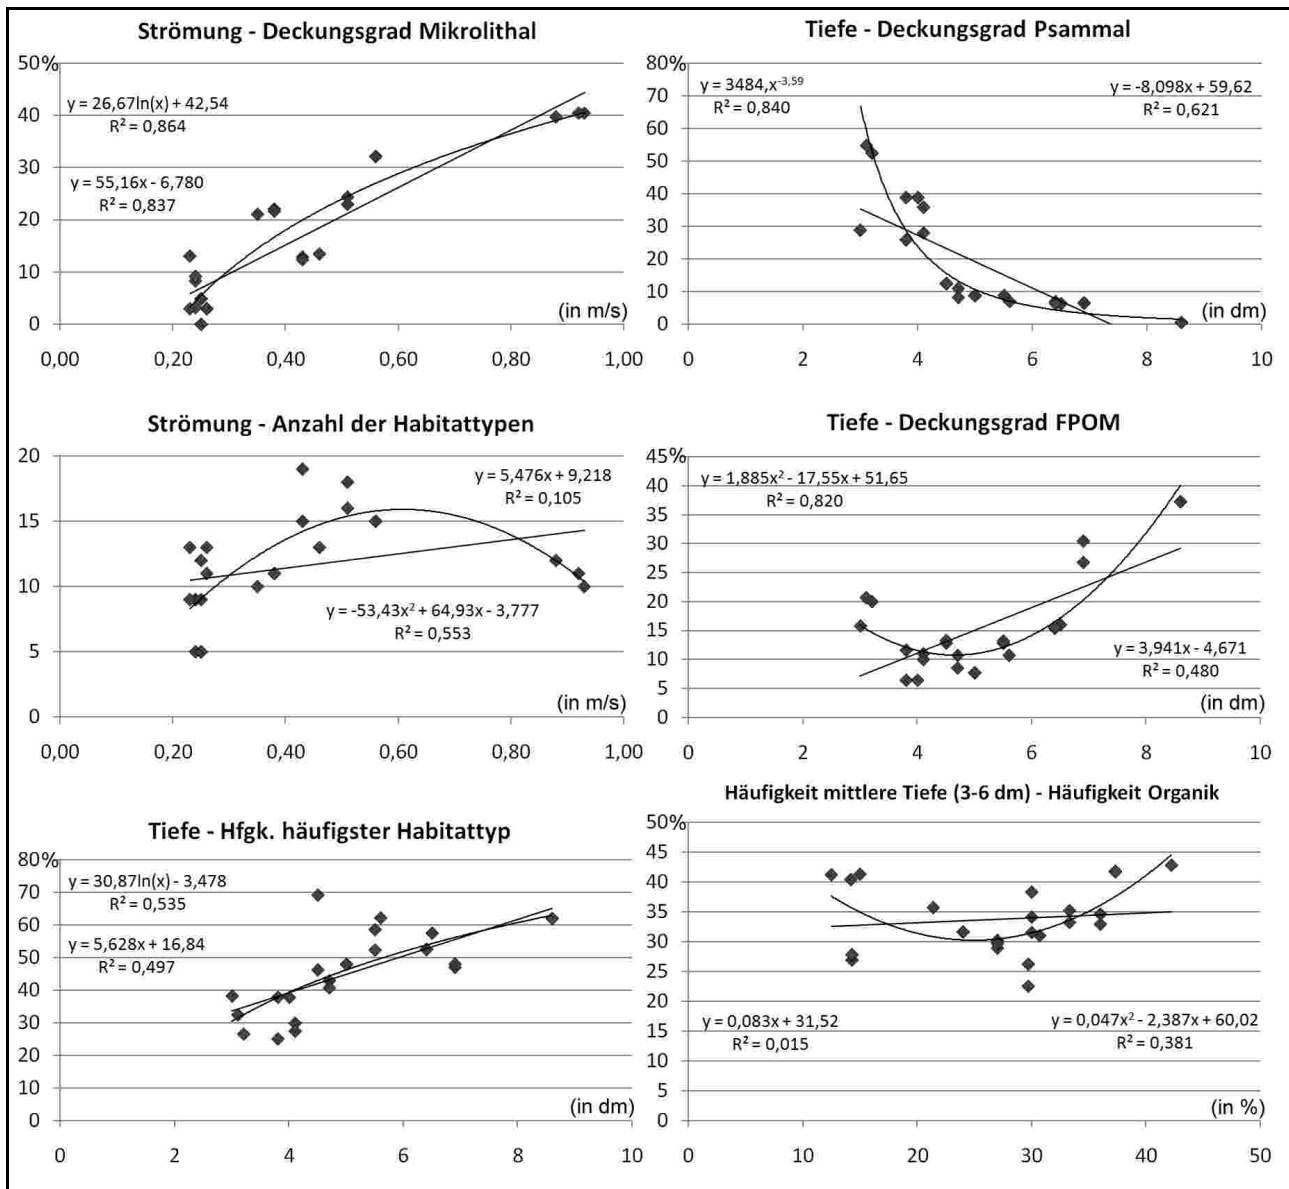 Strömung - Deckungsgrad Mikrolithal
50%
40
30
20
10
0
y = 26,67ln(x) + 42,54
R² = 0,864
y = 55,16x - 6,780
R² = 0,837
(in m/s)
0,00 0,20 0,40 0,60 0,80 1,00
Tiefe - Deckungsgrad Psammal
80%
70
60
50
40
30
20
10
0
y = 3484,x⁻³,⁵⁹
R² = 0,840
y = -8,098x + 59,62
R² = 0,621
(in dm)
0 2 4 6 8 10
Strömung - Anzahl der Habitattypen
20
15
10
5
0
y = 5,476x + 9,218
R² = 0,105
y = -53,43x² + 64,93x - 3,777
R² = 0,553
(in m/s)
0,00 0,20 0,40 0,60 0,80 1,00
Tiefe - Deckungsgrad FPOM
45%
40
35
30
25
20
15
10
5
0
y = 1,885x² - 17,55x + 51,65
R² = 0,820
y = 3,941x - 4,671
R² = 0,480
(in dm)
0 2 4 6 8 10
Tiefe - Hfgk. häufigster Habitattyp
80%
70
60
50
40
30
20
10
0
y = 30,87ln(x) - 3,478
R² = 0,535
y = 5,628x + 16,84
R² = 0,497
(in dm)
0 2 4 6 8 10
Häufigkeit mittlere Tiefe (3-6 dm) - Häufigkeit Organik
50%
45
40
35
30
25
20
15
10
5
0
y = 0,083x + 31,52
R² = 0,015
y = 0,047x² - 2,387x + 60,02
R² = 0,381
(in %)
0 10 20 30 40 50